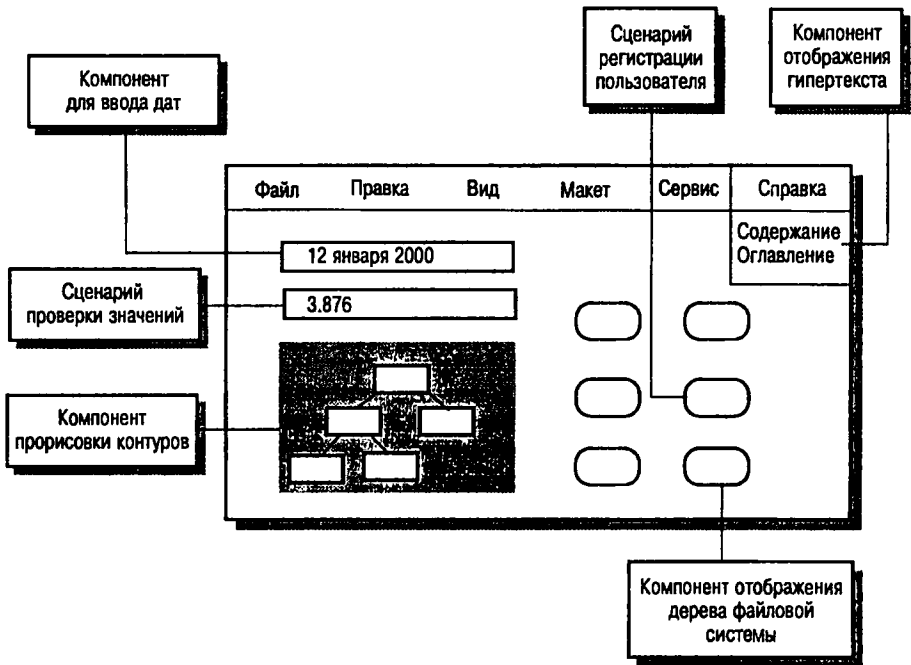 Сценарий
регистрации
пользователя
Компонент
отображения
гипертекста
Компонент
для ввода дат
Файл Правка Вид Макет Сервис Справка
Содержание
Оглавление
12 января 2000
Сценарий
проверки значений
3.876
Компонент
прорисовки контуров
Компонент отображения
дерева файловой
системы